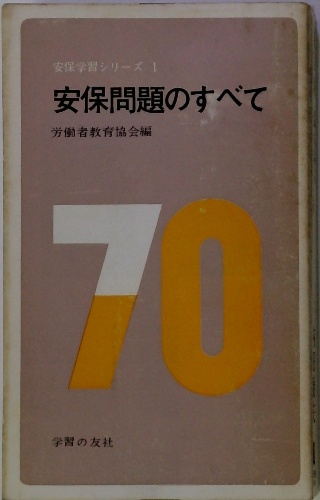 安保学習シリーズ 1
安保問題のすべて
労働者教育協会編
70
学習の友社